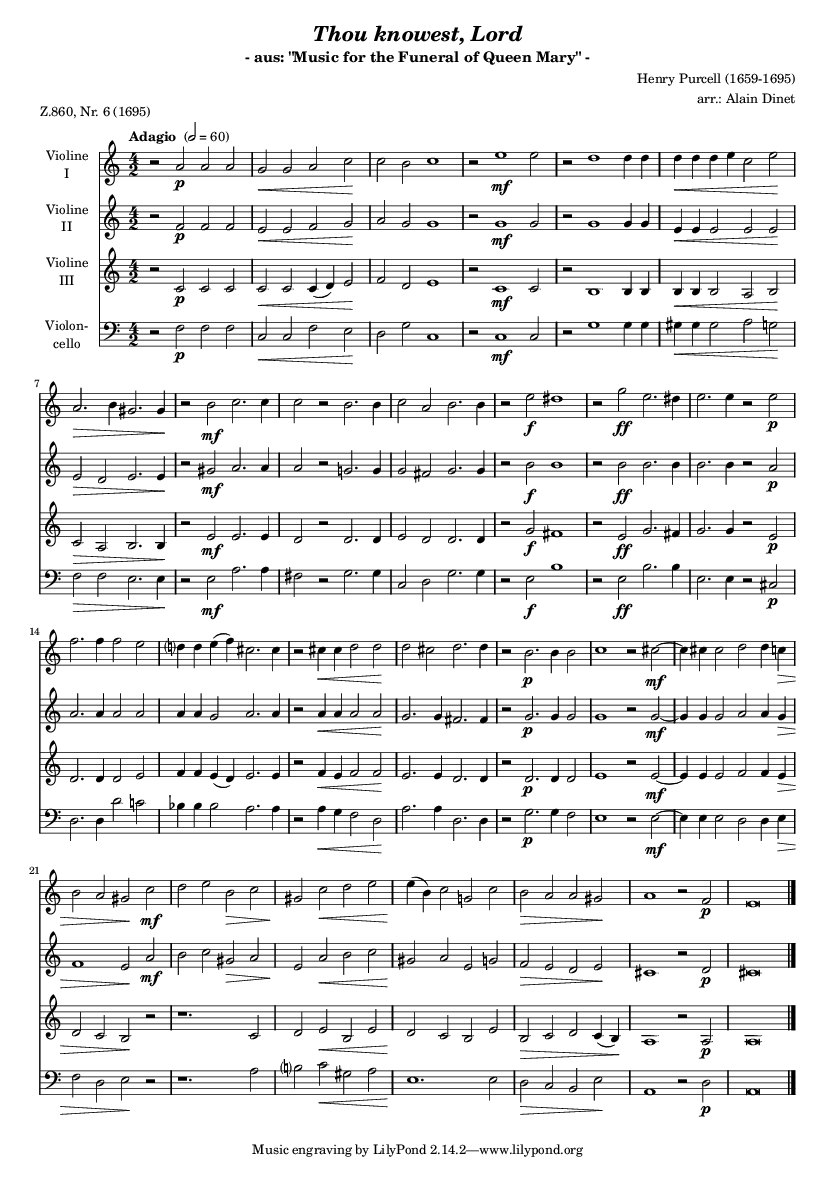 Thou knowest, Lord
- aus: "Music for the Funeral of Queen Mary" -
Henry Purcell (1659-1695)
arr.: Alain Dinet
Z.860, Nr. 6 (1695)
Adagio (𝅗𝅥 = 60)
Violine
I
p
mf
Violine
II
p
mf
Violine
III
p
mf
Violon-
cello
p
mf
7
mf
f
ff
p
mf
f
ff
p
mf
f
ff
p
mf
f
ff
p
14
p
mf
p
mf
p
mf
p
mf
21
mf
p
mf
p
p
p
Music engraving by LilyPond 2.14.2—www.lilypond.org